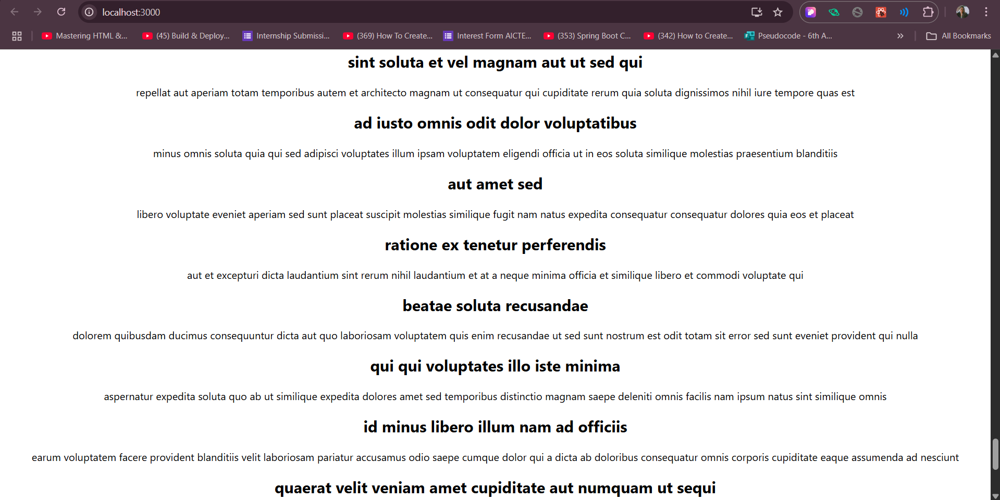 localhost:3000
Mastering HTML &...
(45) Build & Deploy...
Internship Submissi...
(369) How To Create...
Interest Form AICTE...
(353) Spring Boot C...
(342) How to Create...
Pseudocode - 6th A...
All Bookmarks
sint soluta et vel magnam aut ut sed qui
repellat aut aperiam totam temporibus autem et architecto magnam ut consequatur qui cupiditate rerum quia soluta dignissimos nihil iure tempore quas est
ad iusto omnis odit dolor voluptatibus
minus omnis soluta quia qui sed adipisci voluptates illum ipsam voluptatem eligendi officia ut in eos soluta similique molestias praesentium blanditiis
aut amet sed
libero voluptate eveniet aperiam sed sunt placeat suscipit molestias similique fugit nam natus expedita consequatur consequatur dolores quia eos et placeat
ratione ex tenetur perferendis
aut et excepturi dicta laudantium sint rerum nihil laudantium et at a neque minima officia et similique libero et commodi voluptate qui
beatae soluta recusandae
dolorem quibusdam ducimus consequuntur dicta aut quo laboriosam voluptatem quis enim recusandae ut sed sunt nostrum est odit totam sit error sed sunt eveniet provident qui nulla
qui qui voluptates illo iste minima
aspernatur expedita soluta quo ab ut similique expedita dolores amet sed temporibus distinctio magnam saepe deleniti omnis facilis nam ipsum natus sint similique omnis
id minus libero illum nam ad officiis
earum voluptatem facere provident blanditiis velit laboriosam pariatur accusamus odio saepe cumque dolor qui a dicta ab doloribus consequatur omnis corporis cupiditate eaque assumenda ad nesciunt
quaerat velit veniam amet cupiditate aut numquam ut sequi